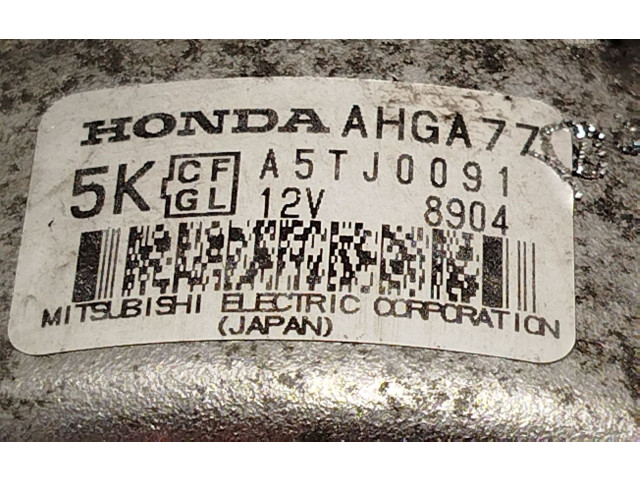 HONDA AHGA77
5K CF GL A5TJ0091
12V 8904
MITSUBISHI ELECTRIC CORPORATION
(JAPAN)